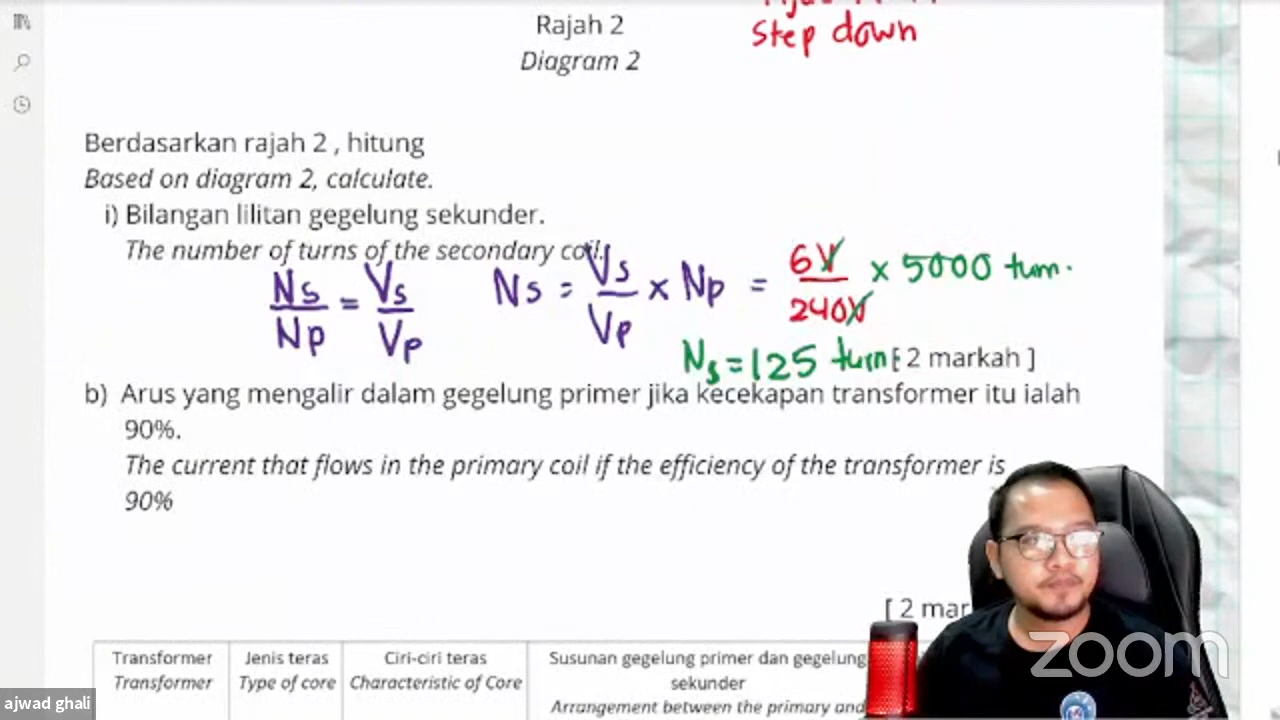 Rajah 2
Step down
Diagram 2
Berdasarkan rajah 2 , hitung
Based on diagram 2, calculate.
i) Bilangan lilitan gegelung sekunder.
The number of turns of the secondary coil.
Ns/Np = Vs/Vp Ns = Vs/Vp × Np = 6V/240V × 5000 turn.
Ns = 125 turn [ 2 markah ]
b) Arus yang mengalir dalam gegelung primer jika kecekapan transformer itu ialah
90%.
The current that flows in the primary coil if the efficiency of the transformer is
90%
[ 2 mar
Transformer Jenis teras Ciri-ciri teras Susunan gegelung primer dan gegelung
Transformer Type of core Characteristic of Core sekunder
Arrangement between the primary and
zoom
ajwad ghali